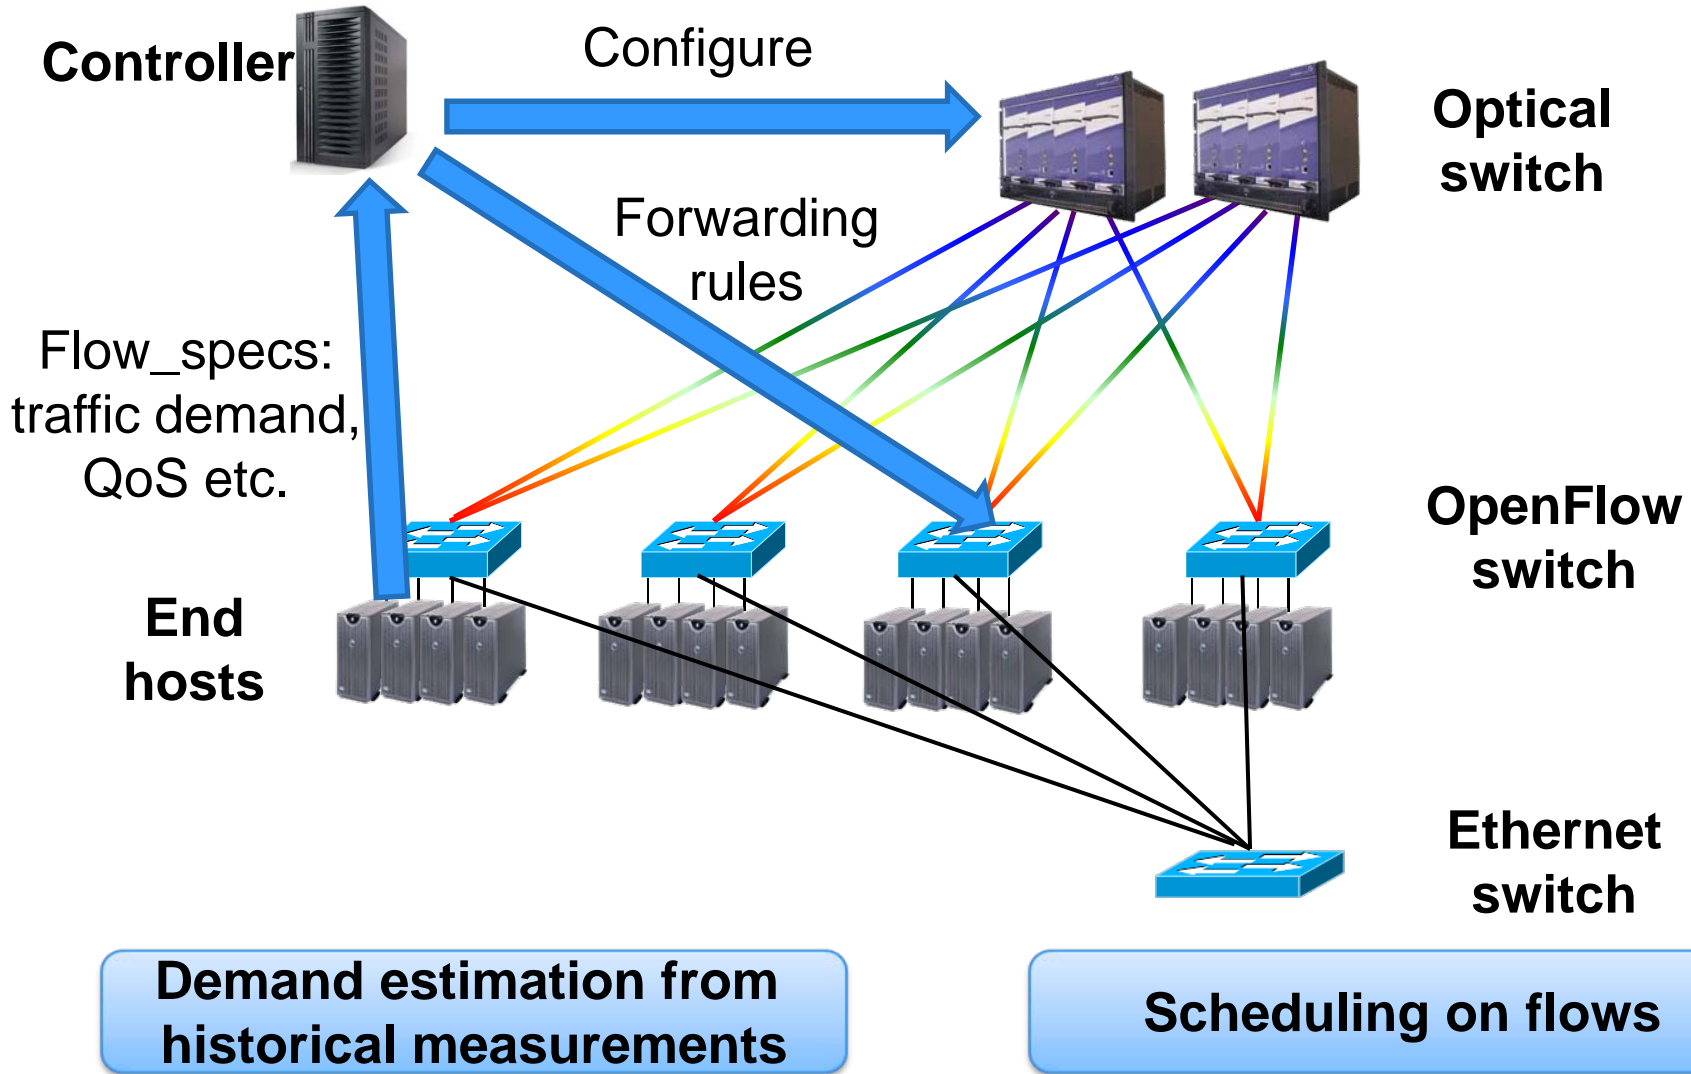 Controller
Configure
Optical
switch
Forwarding
rules
Flow_specs:
traffic demand,
QoS etc.
OpenFlow
switch
End
hosts
Ethernet
switch
Demand estimation from
historical measurements
Scheduling on flows